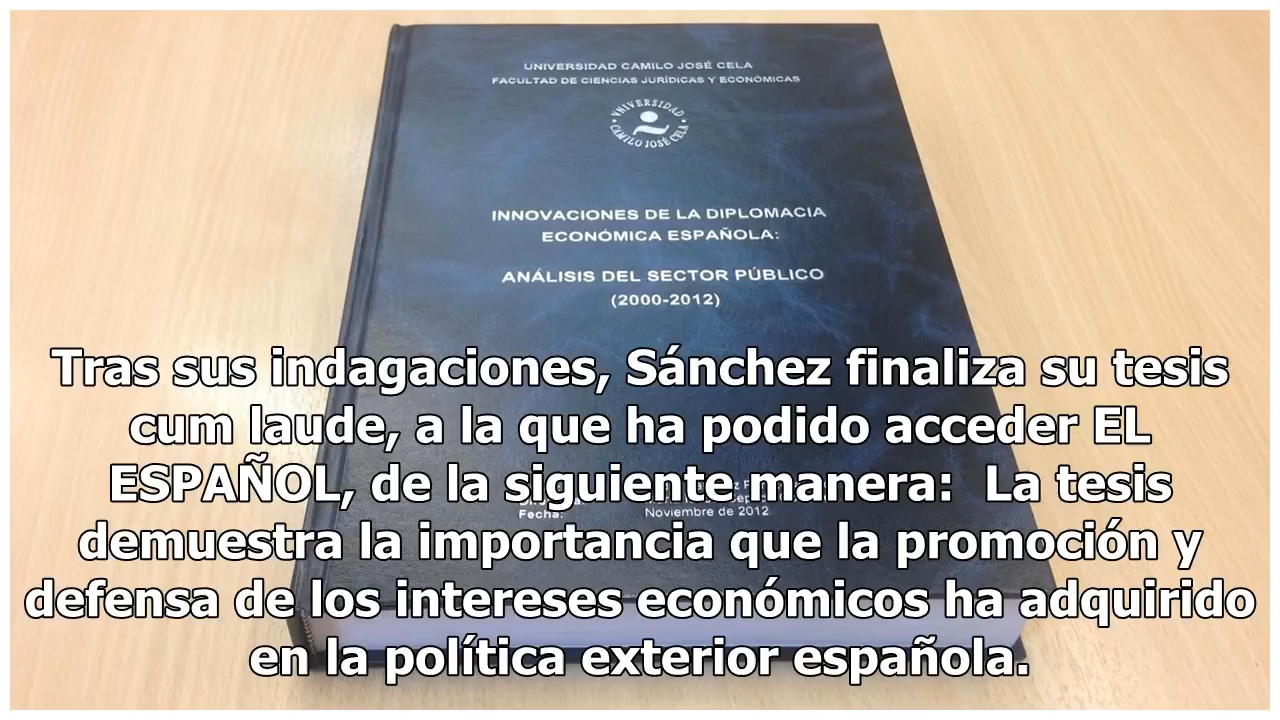 UNIVERSIDAD CAMILO JOSÉ CELA
FACULTAD DE CIENCIAS JURÍDICAS Y ECONÓMICAS
VNIVERSIDAD
CAMILO JOSÉ CELA
INNOVACIONES DE LA DIPLOMACIA
ECONÓMICA ESPAÑOLA:
ANÁLISIS DEL SECTOR PÚBLICO
(2000-2012)
Tras sus indagaciones, Sánchez finaliza su tesis
cum laude, a la que ha podido acceder EL
ESPAÑOL, de la siguiente manera:  La tesis
Fecha: Noviembre de 2012
demuestra la importancia que la promoción y
defensa de los intereses económicos ha adquirido
en la política exterior española.